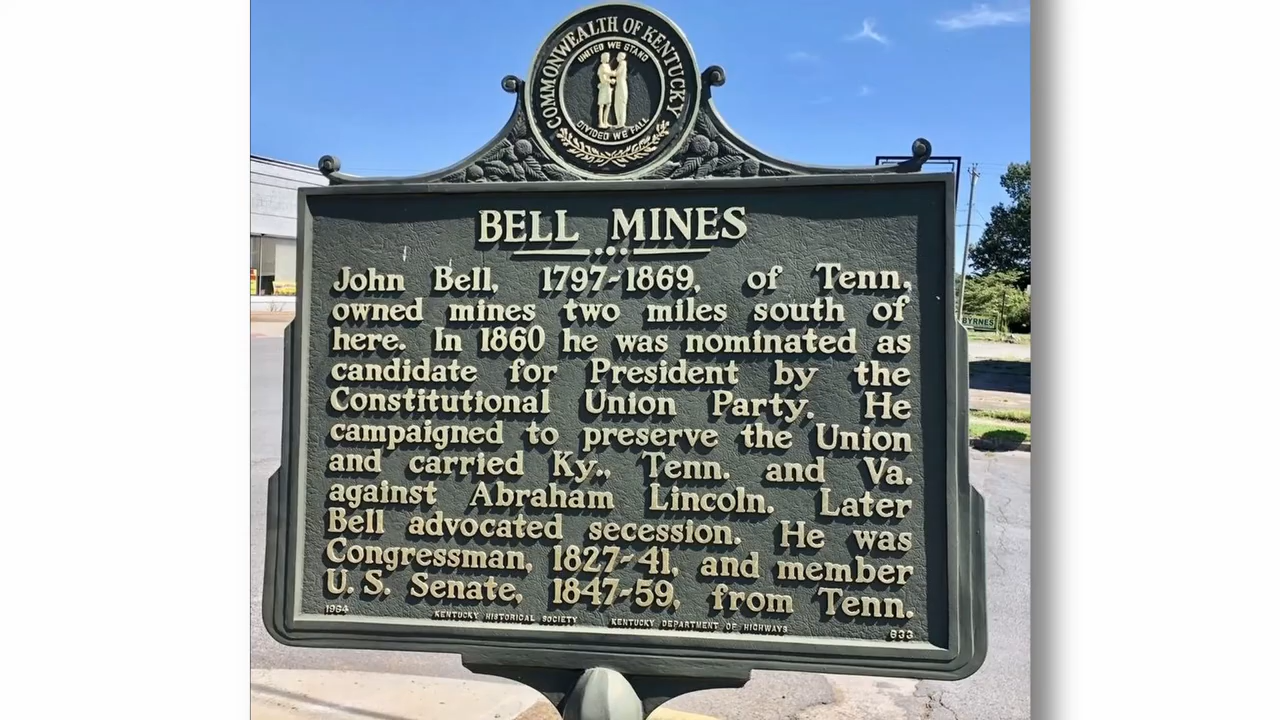 COMMONWEALTH OF KENTUCKY
UNITED WE STAND
DIVIDED WE FALL
BELL MINES
John Bell, 1797-1869, of Tenn.
owned mines two miles south of
here. In 1860 he was nominated as
candidate for President by the
Constitutional Union Party. He
campaigned to preserve the Union
and carried Ky., Tenn. and Va.
against Abraham Lincoln. Later
Bell advocated secession. He was
Congressman, 1827-41, and member
U. S. Senate, 1847-59, from Tenn.
1964 KENTUCKY HISTORICAL SOCIETY KENTUCKY DEPARTMENT OF HIGHWAYS 833
BYRNES